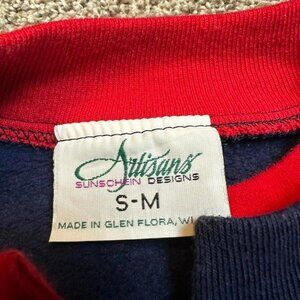 Artisans
SUNSCHEIN DESIGNS
S-M
MADE IN GLEN FLORA, WI